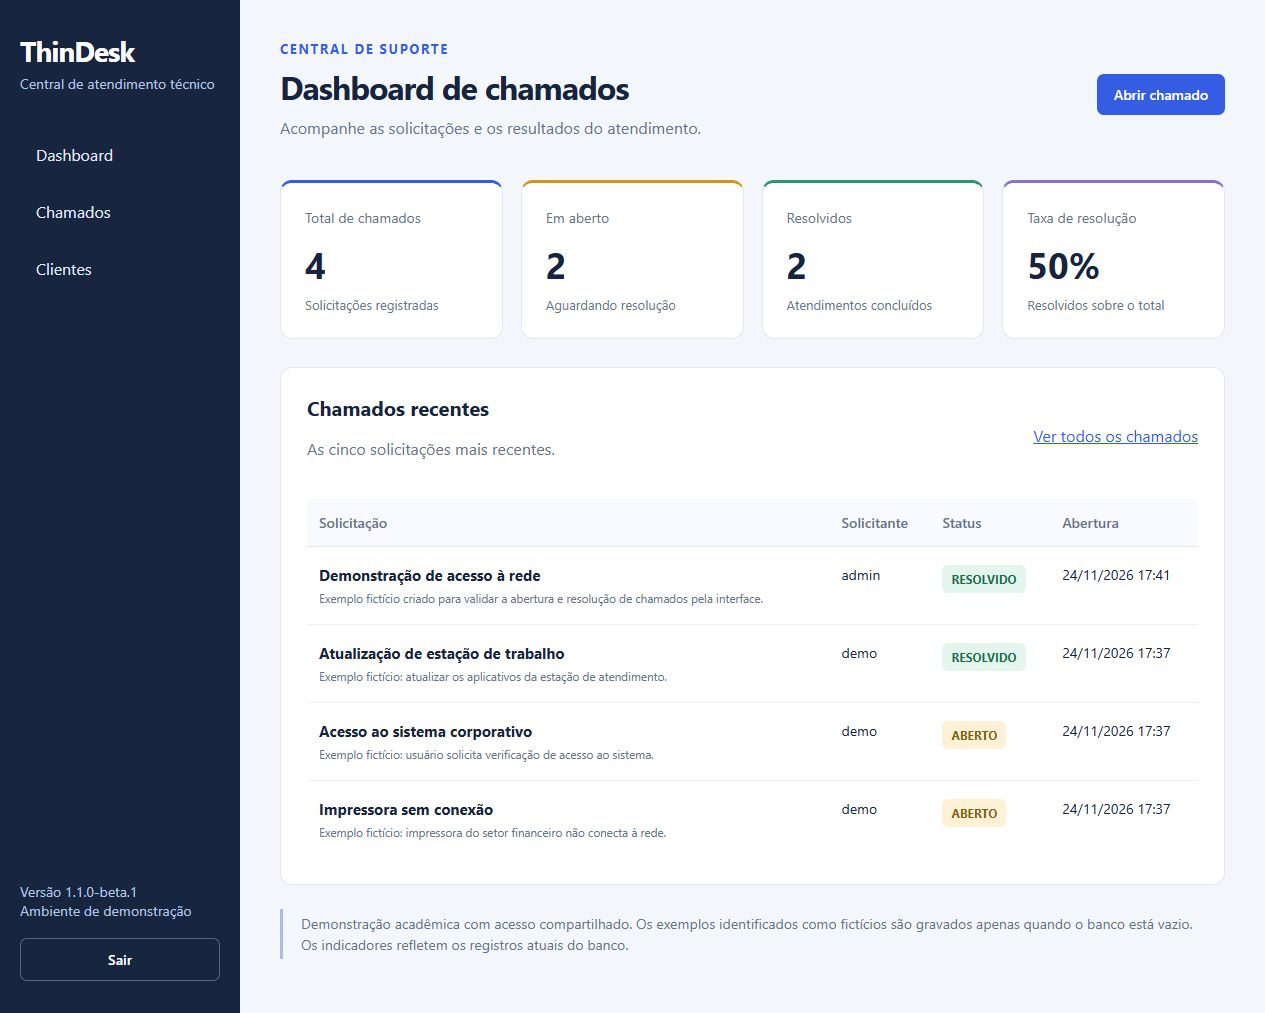 ThinDesk
Central de atendimento técnico
Dashboard
Chamados
Clientes
Versão 1.1.0-beta.1
Ambiente de demonstração
Sair
CENTRAL DE SUPORTE
Dashboard de chamados
Acompanhe as solicitações e os resultados do atendimento.
Abrir chamado
Total de chamados
4
Solicitações registradas
Em aberto
2
Aguardando resolução
Resolvidos
2
Atendimentos concluídos
Taxa de resolução
50%
Resolvidos sobre o total
Chamados recentes
As cinco solicitações mais recentes.
Ver todos os chamados
Solicitação Solicitante Status Abertura
Demonstração de acesso à rede admin RESOLVIDO 24/11/2026 17:41
Exemplo fictício criado para validar a abertura e resolução de chamados pela interface.
Atualização de estação de trabalho demo RESOLVIDO 24/11/2026 17:37
Exemplo fictício: atualizar os aplicativos da estação de atendimento.
Acesso ao sistema corporativo demo ABERTO 24/11/2026 17:37
Exemplo fictício: usuário solicita verificação de acesso ao sistema.
Impressora sem conexão demo ABERTO 24/11/2026 17:37
Exemplo fictício: impressora do setor financeiro não conecta à rede.
Demonstração acadêmica com acesso compartilhado. Os exemplos identificados como fictícios são gravados apenas quando o banco está vazio.
Os indicadores refletem os registros atuais do banco.